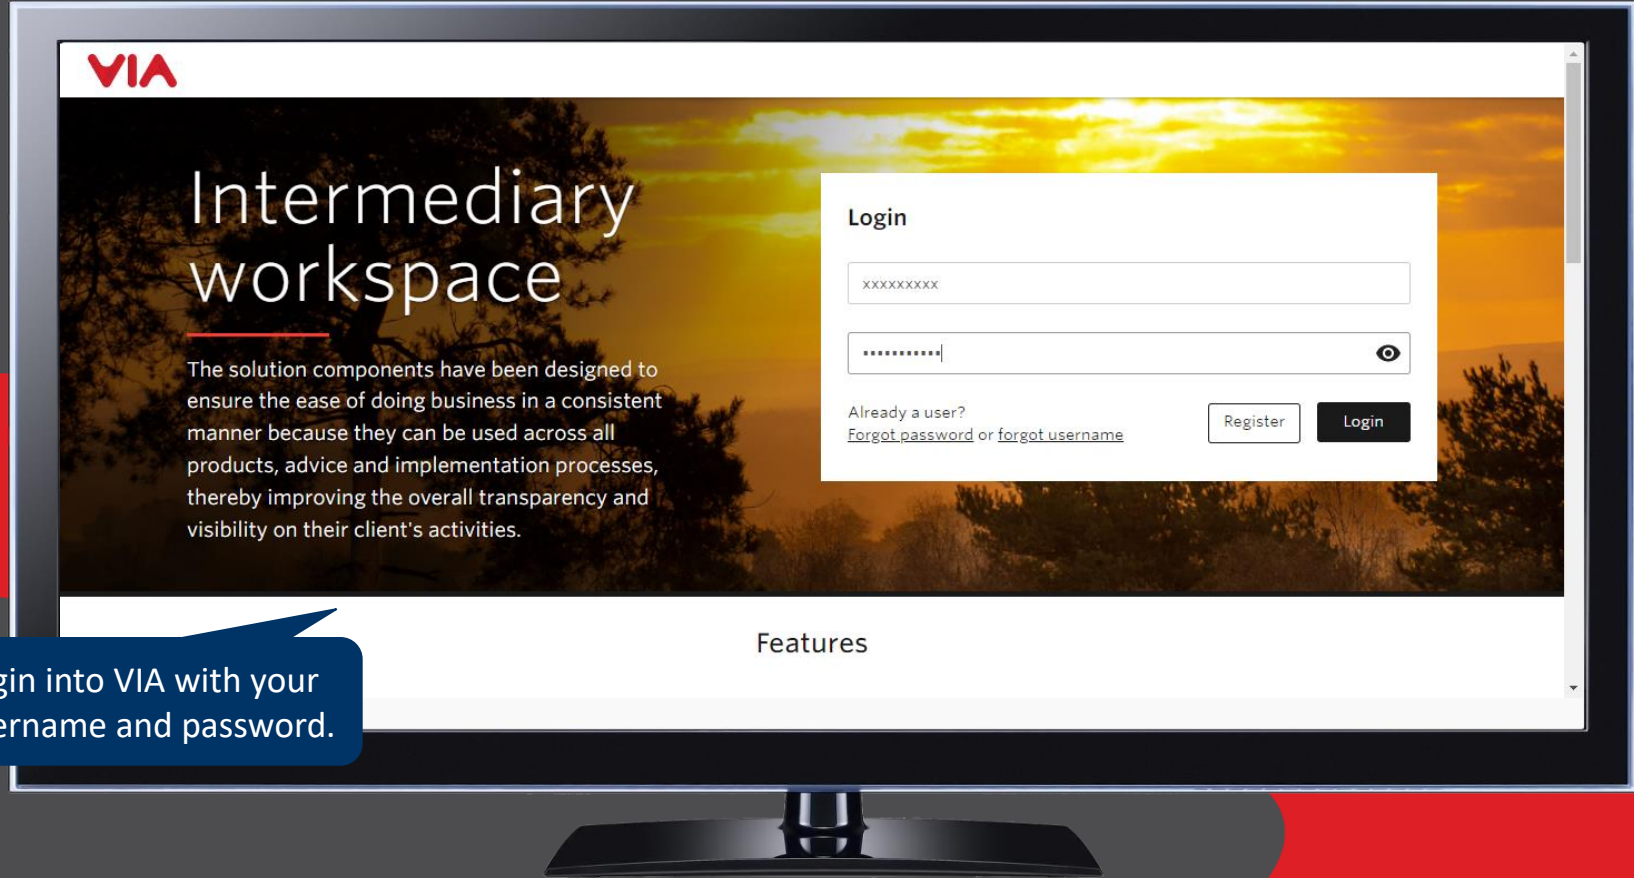 VIA
Intermediary
workspace
The solution components have been designed to
ensure the ease of doing business in a consistent
manner because they can be used across all
products, advice and implementation processes,
thereby improving the overall transparency and
visibility on their client's activities.
Login
xxxxxxxxx
Already a user?
Forgot password or forgot username
Register
Login
Features
into VIA with your
and password.